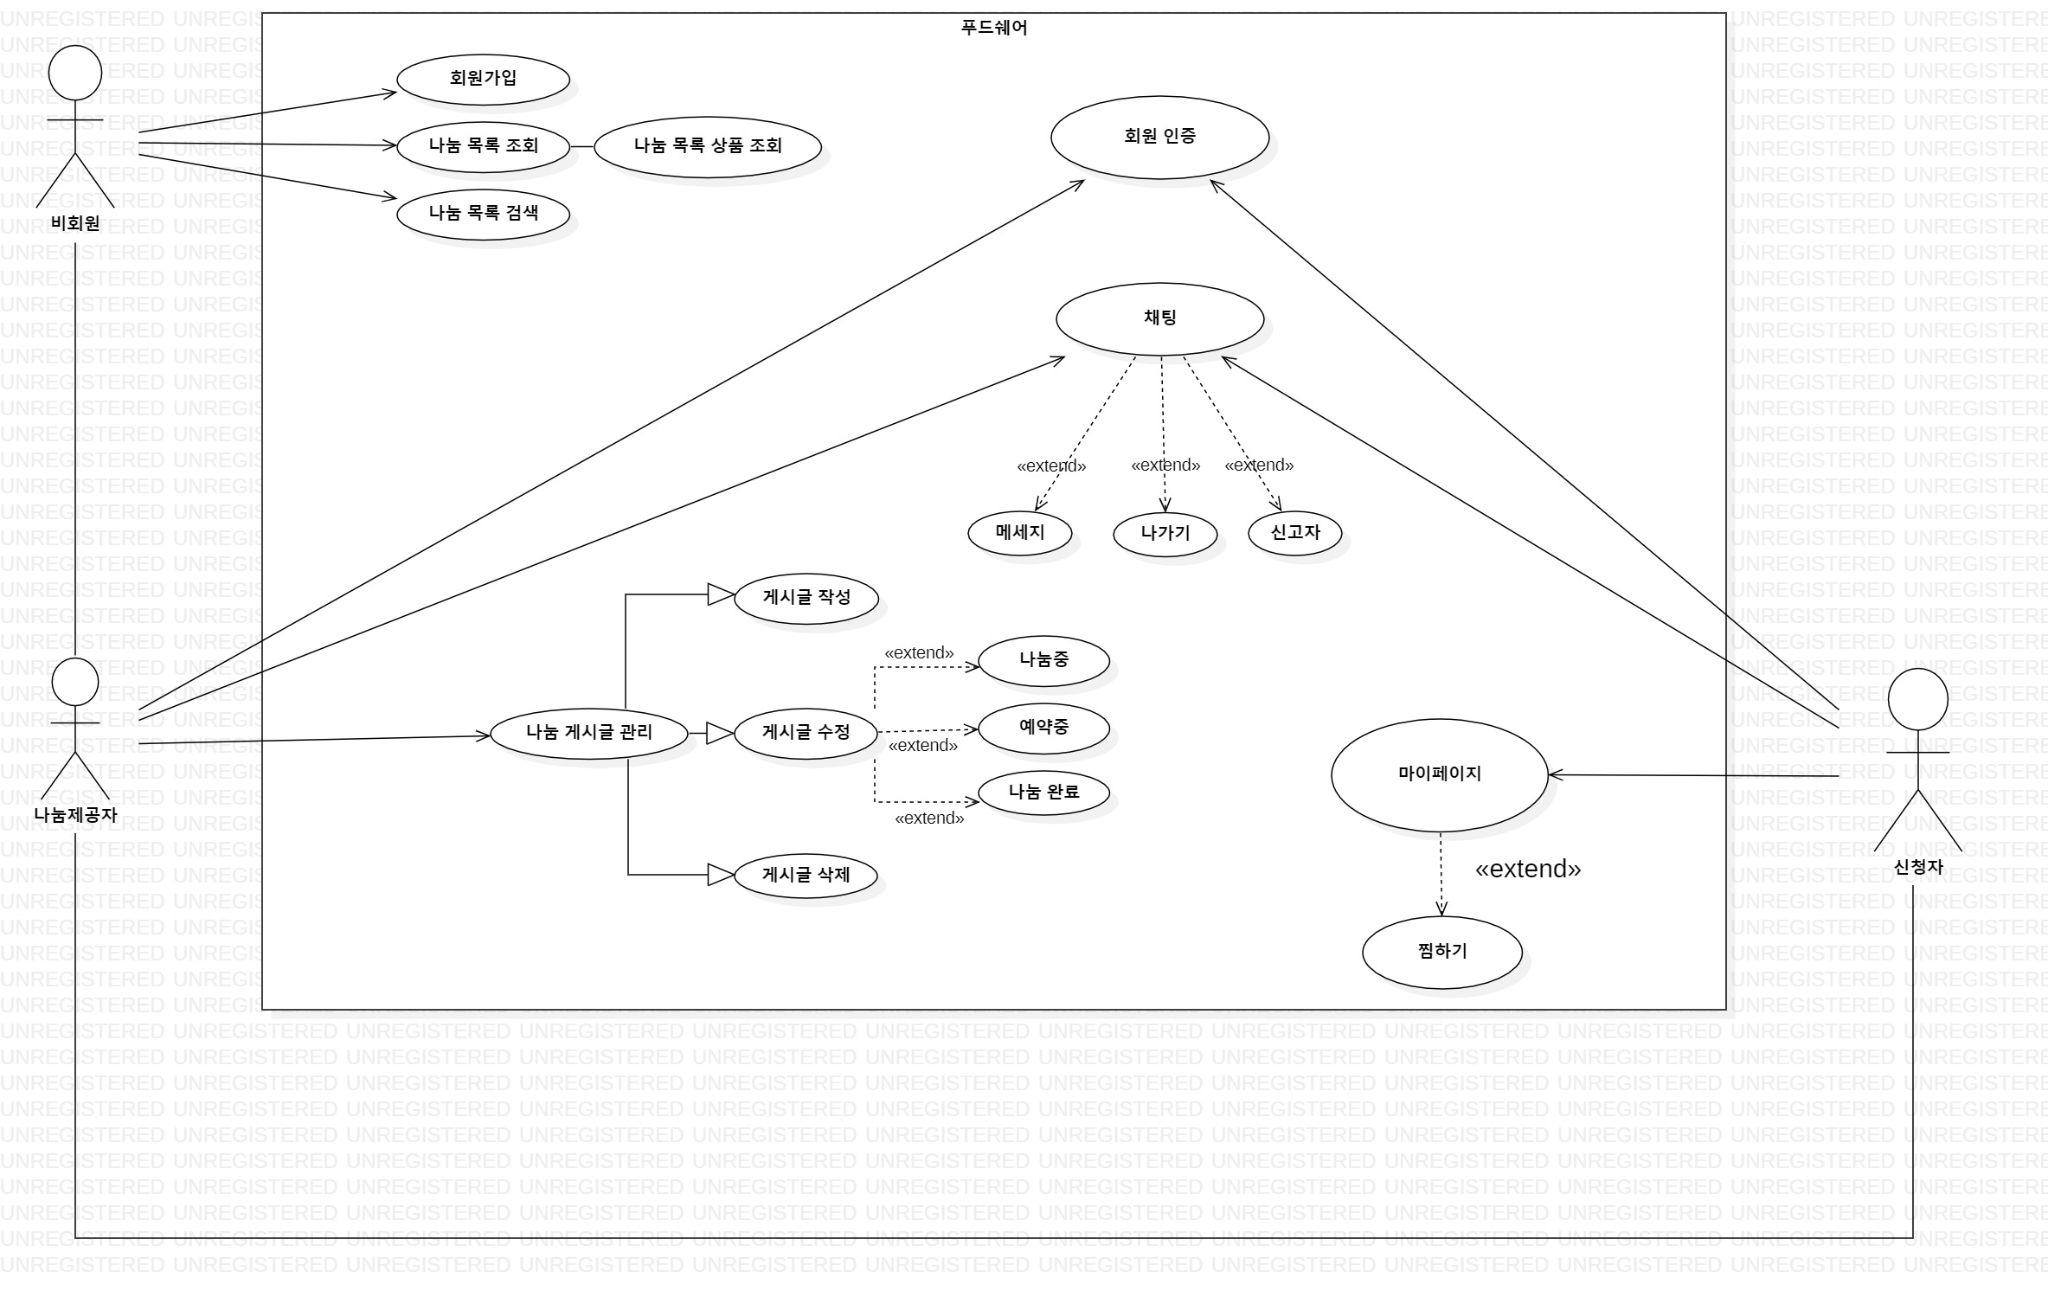 푸드쉐어
회원가입
나눔 목록 조회
나눔 목록 상품 조회
나눔 목록 검색
비회원
회원 인증
채팅
«extend»
«extend»
«extend»
메세지
나가기
신고자
게시글 작성
«extend»
나눔중
나눔 게시글 관리
게시글 수정
예약중
«extend»
나눔 완료
«extend»
게시글 삭제
나눔제공자
마이페이지
«extend»
찜하기
신청자
UNREGISTERED